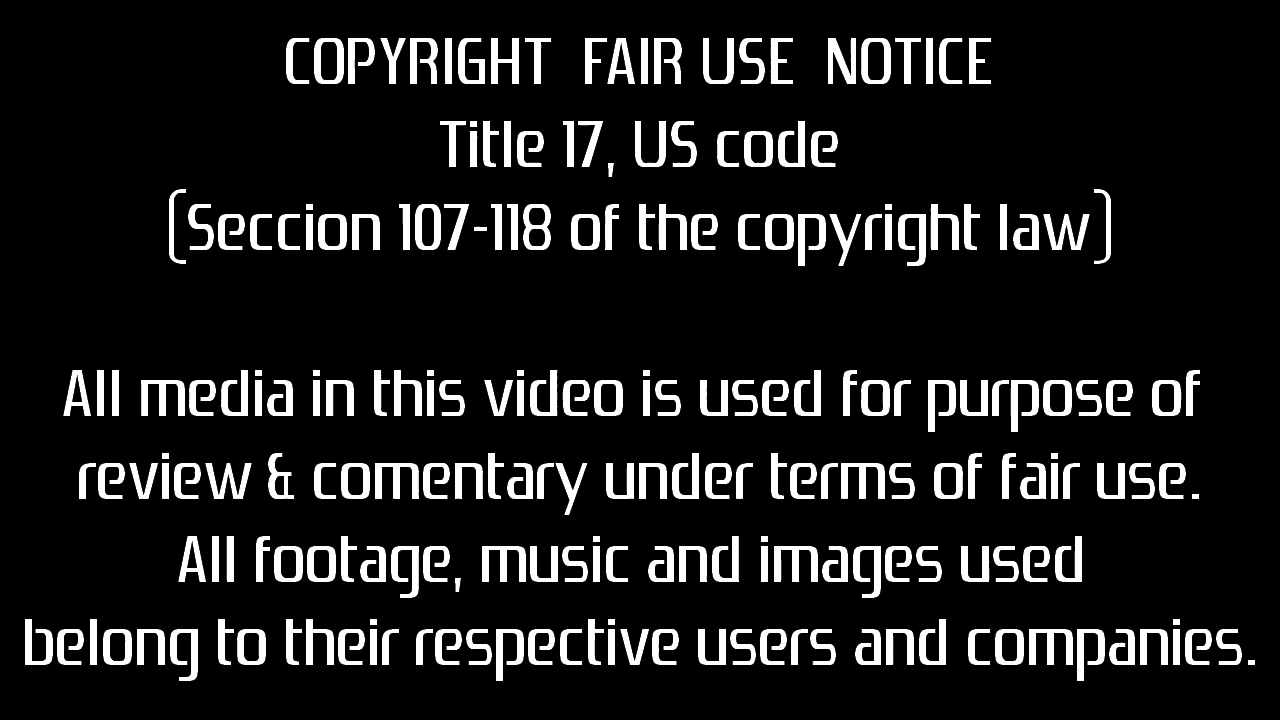 COPYRIGHT FAIR USE NOTICE
Title 17, US code
(Seccion 107-118 of the copyright law)
All media in this video is used for purpose of
review & comentary under terms of fair use.
All footage, music and images used
belong to their respective users and companies.